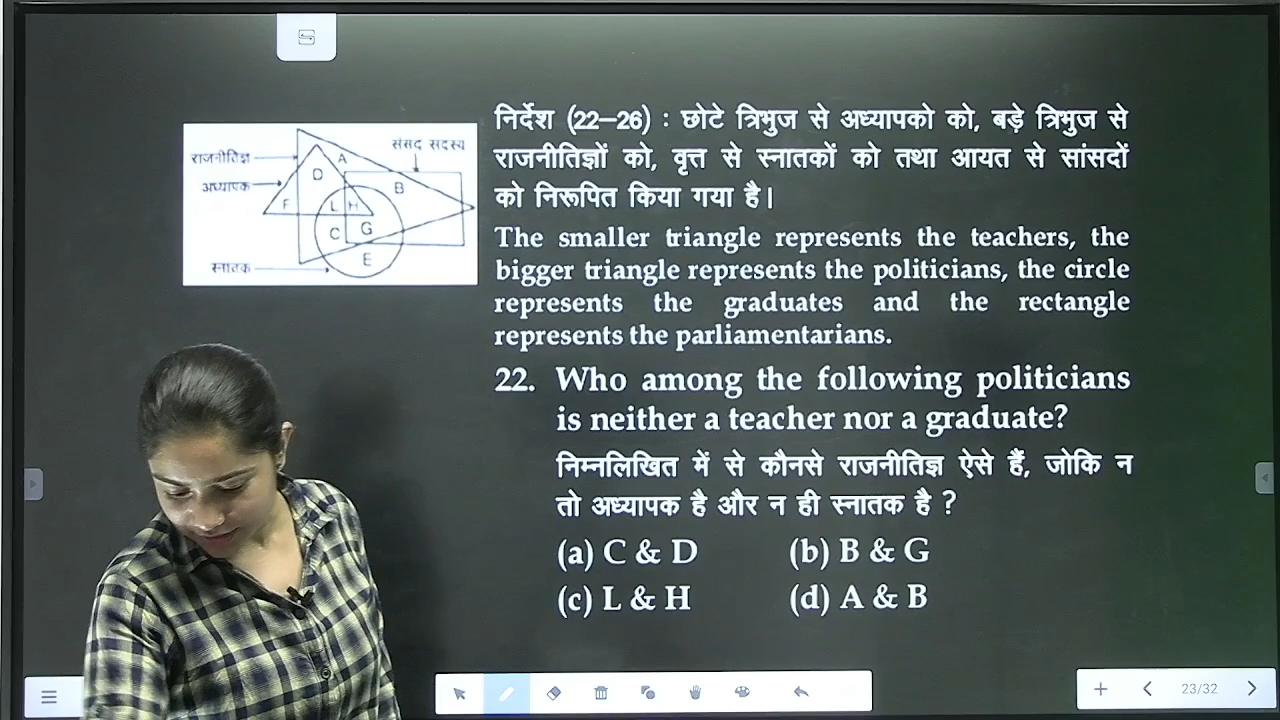 निर्देश (22–26) : छोटे त्रिभुज से अध्यापको को, बड़े त्रिभुज से
राजनीतिज्ञों को, वृत्त से स्नातकों को तथा आयत से सांसदों
को निरूपित किया गया है।
The smaller triangle represents the teachers, the
bigger triangle represents the politicians, the circle
represents the graduates and the rectangle
represents the parliamentarians.
संसद सदस्य
राजनीतिज्ञ
A
अध्यापक
D
B
F
L
H
C
G
E
स्नातक
22. Who among the following politicians
is neither a teacher nor a graduate?
निम्नलिखित में से कौनसे राजनीतिज्ञ ऐसे हैं, जोकि न
तो अध्यापक है और न ही स्नातक है ?
(a) C & D (b) B & G
(c) L & H (d) A & B
23/32